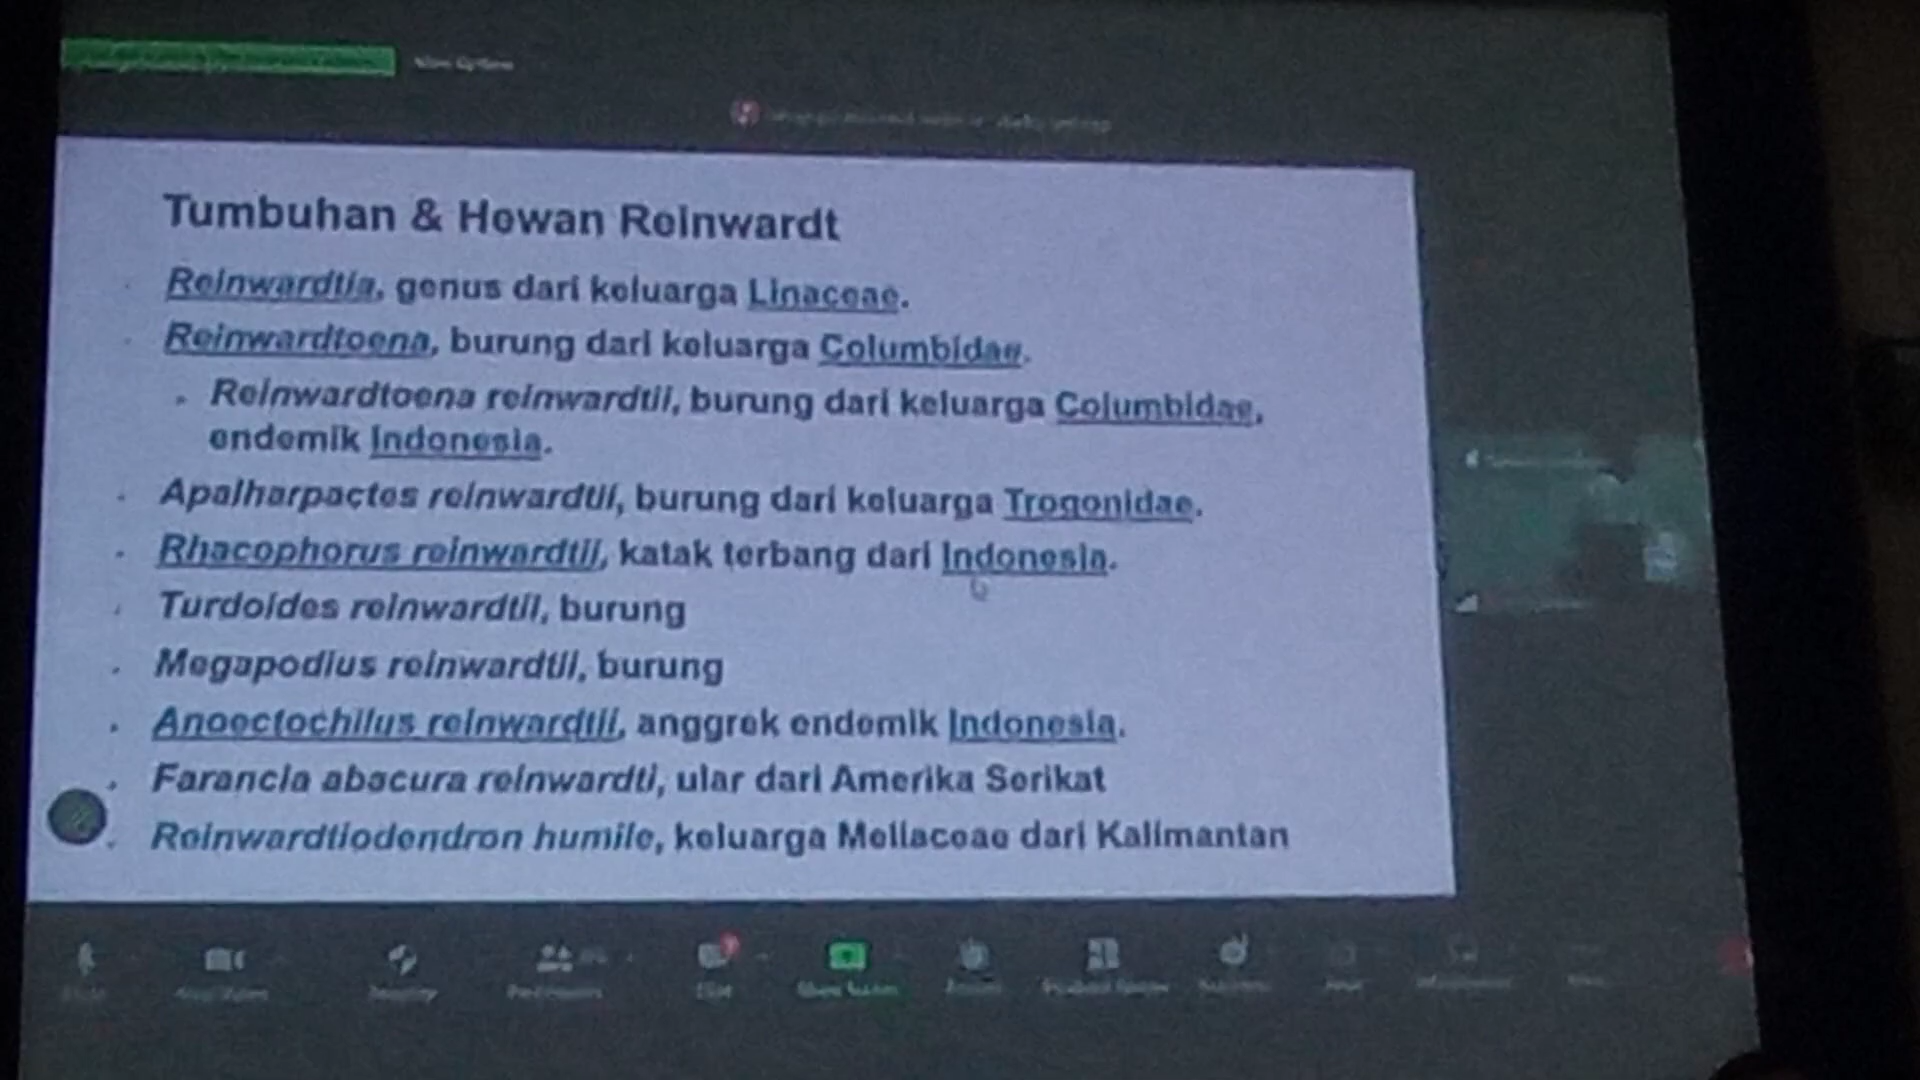 Tumbuhan & Hewan Reinwardt
Reinwardtia, genus dari keluarga Linaceae.
Reinwardtoena, burung dari keluarga Columbidae.
Reinwardtoena reinwardtii, burung dari keluarga Columbidae,
endemik Indonesia.
Apalharpactes reinwardtii, burung dari keluarga Trogonidae.
Rhacophorus reinwardtii, katak terbang dari Indonesia.
Turdoides reinwardtii, burung
Megapodius reinwardtii, burung
Anoectochilus reinwardtii, anggrek endemik Indonesia.
Farancia abacura reinwardti, ular dari Amerika Serikat
Reinwardtiodendron humile, keluarga Meliaceae dari Kalimantan